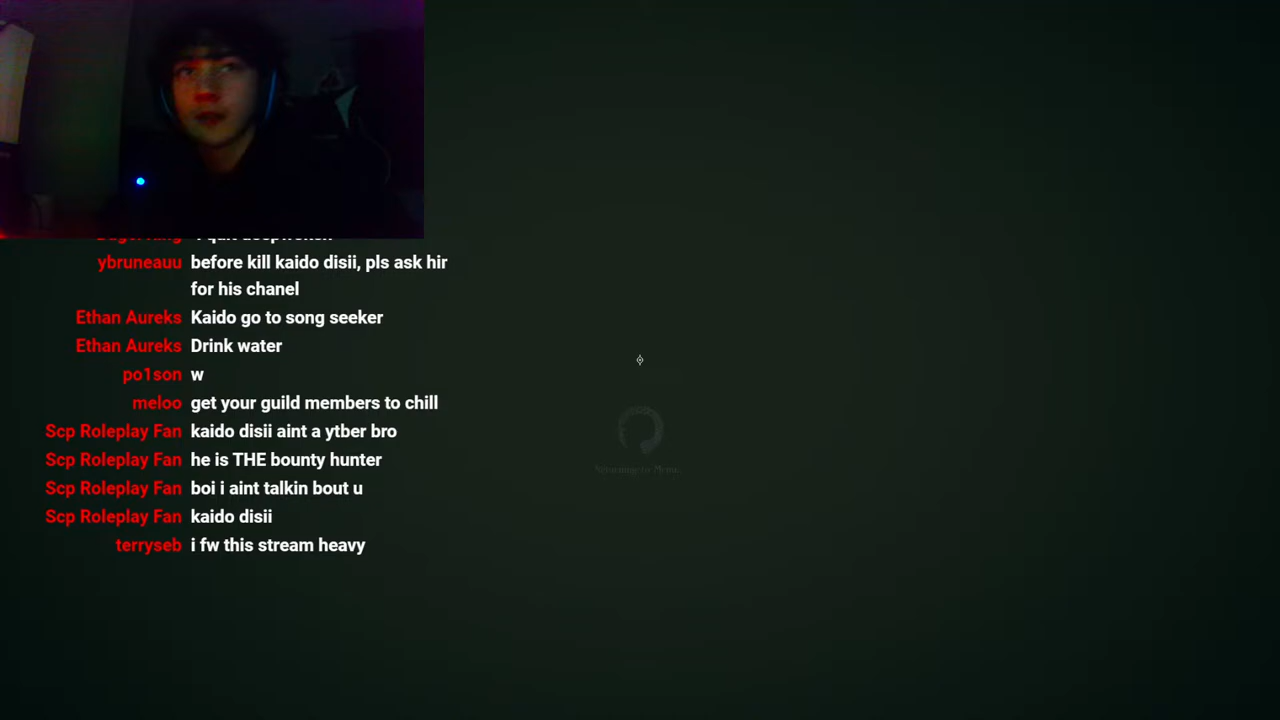 ybruneauu before kill kaido disii, pls ask hir
for his chanel
Ethan Aureks Kaido go to song seeker
Ethan Aureks Drink water
po1son w
meloo get your guild members to chill
Scp Roleplay Fan kaido disii aint a ytber bro
Scp Roleplay Fan he is THE bounty hunter
Scp Roleplay Fan boi i aint talkin bout u
Scp Roleplay Fan kaido disii
terryseb i fw this stream heavy